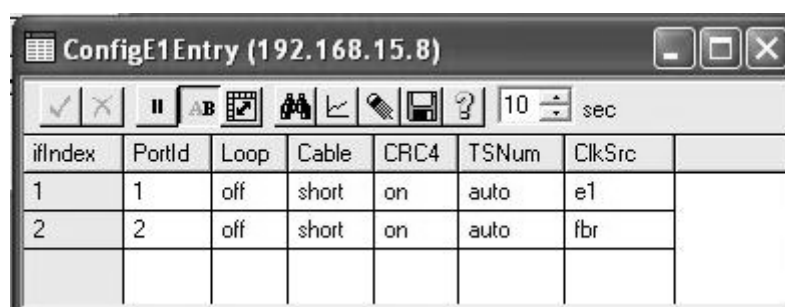 ConfigE1Entry (192.168.15.8)
AB 10 sec
ifIndex PortId Loop Cable CRC4 TSNum ClkSrc
1 1 off short on auto e1
2 2 off short on auto fbr